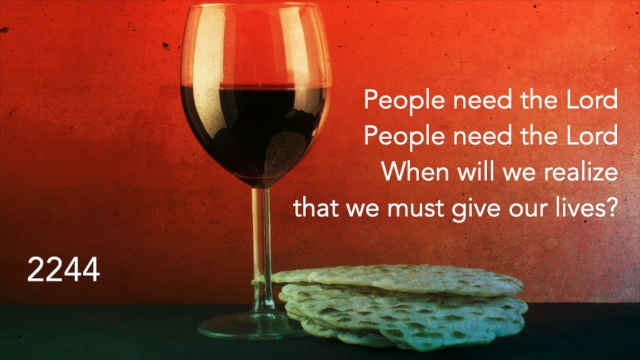 People need the Lord
People need the Lord
When will we realize
that we must give our lives?
2244